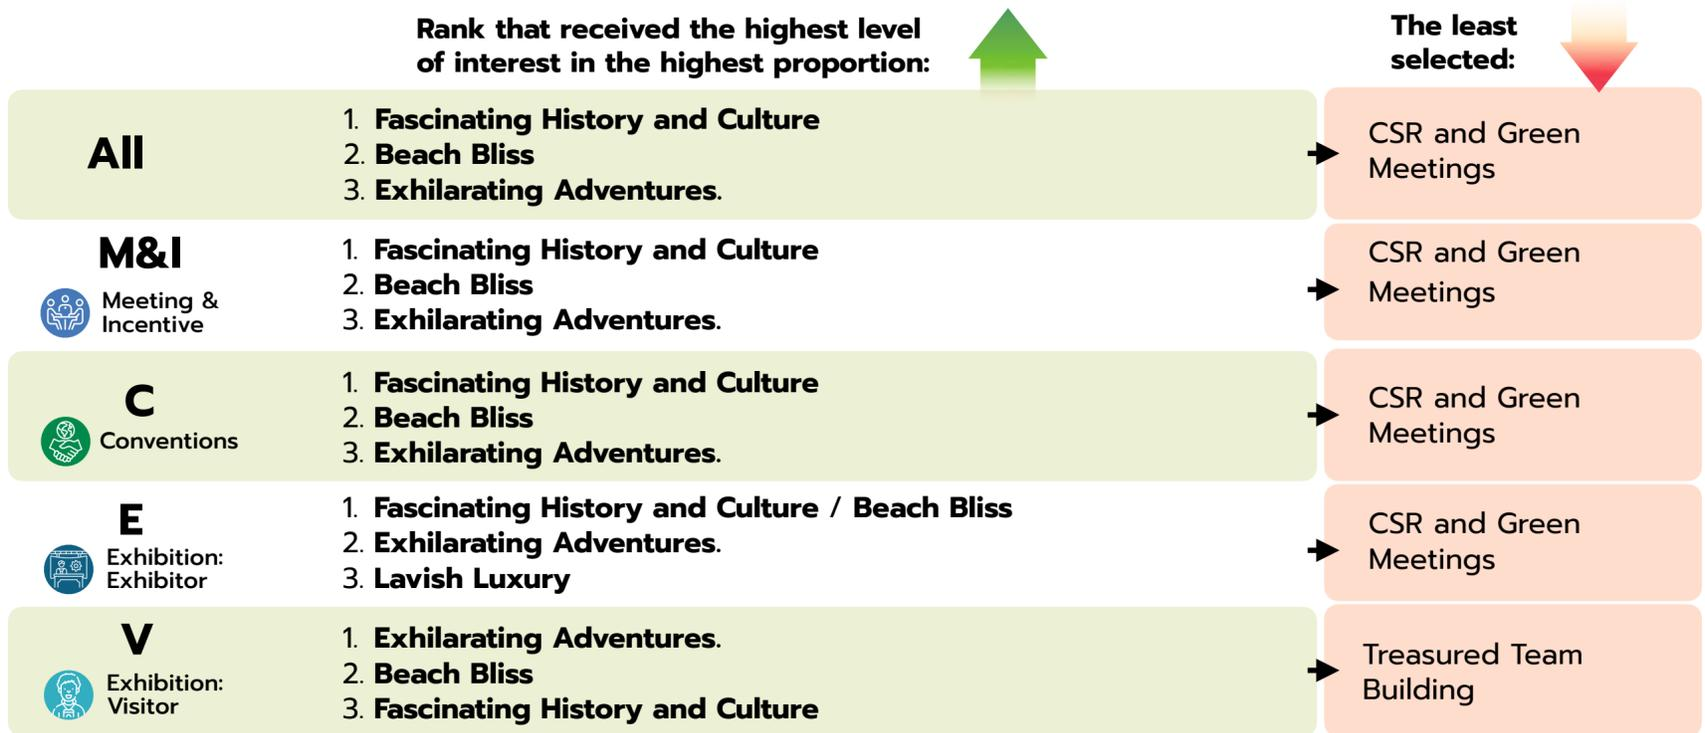 Rank that received the highest level
of interest in the highest proportion:
The least
selected:
All
1. Fascinating History and Culture
2. Beach Bliss
3. Exhilarating Adventures.
CSR and Green
Meetings
M&I
Meeting &
Incentive
1. Fascinating History and Culture
2. Beach Bliss
3. Exhilarating Adventures.
CSR and Green
Meetings
C
Conventions
1. Fascinating History and Culture
2. Beach Bliss
3. Exhilarating Adventures.
CSR and Green
Meetings
E
Exhibition:
Exhibitor
1. Fascinating History and Culture / Beach Bliss
2. Exhilarating Adventures.
3. Lavish Luxury
CSR and Green
Meetings
V
Exhibition:
Visitor
1. Exhilarating Adventures.
2. Beach Bliss
3. Fascinating History and Culture
Treasured Team
Building